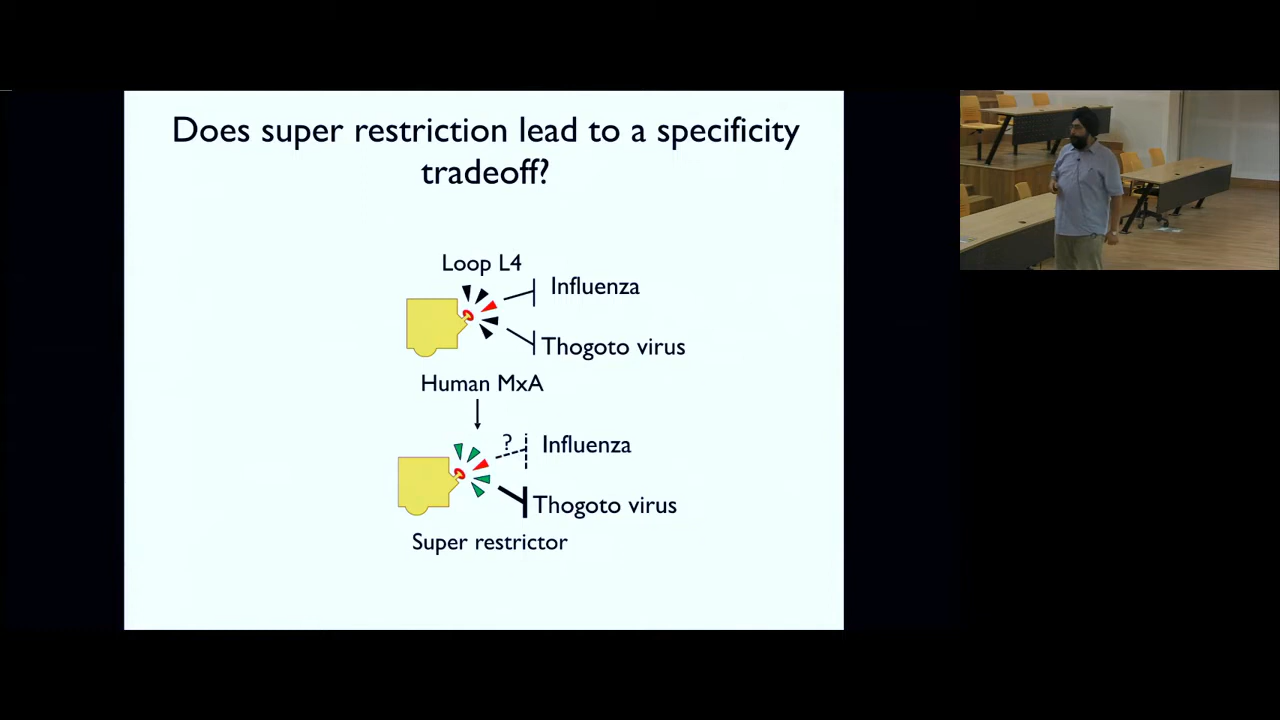 Does super restriction lead to a specificity
tradeoff?
Loop L4
Influenza
Thogoto virus
Human MxA
?
Influenza
Thogoto virus
Super restrictor